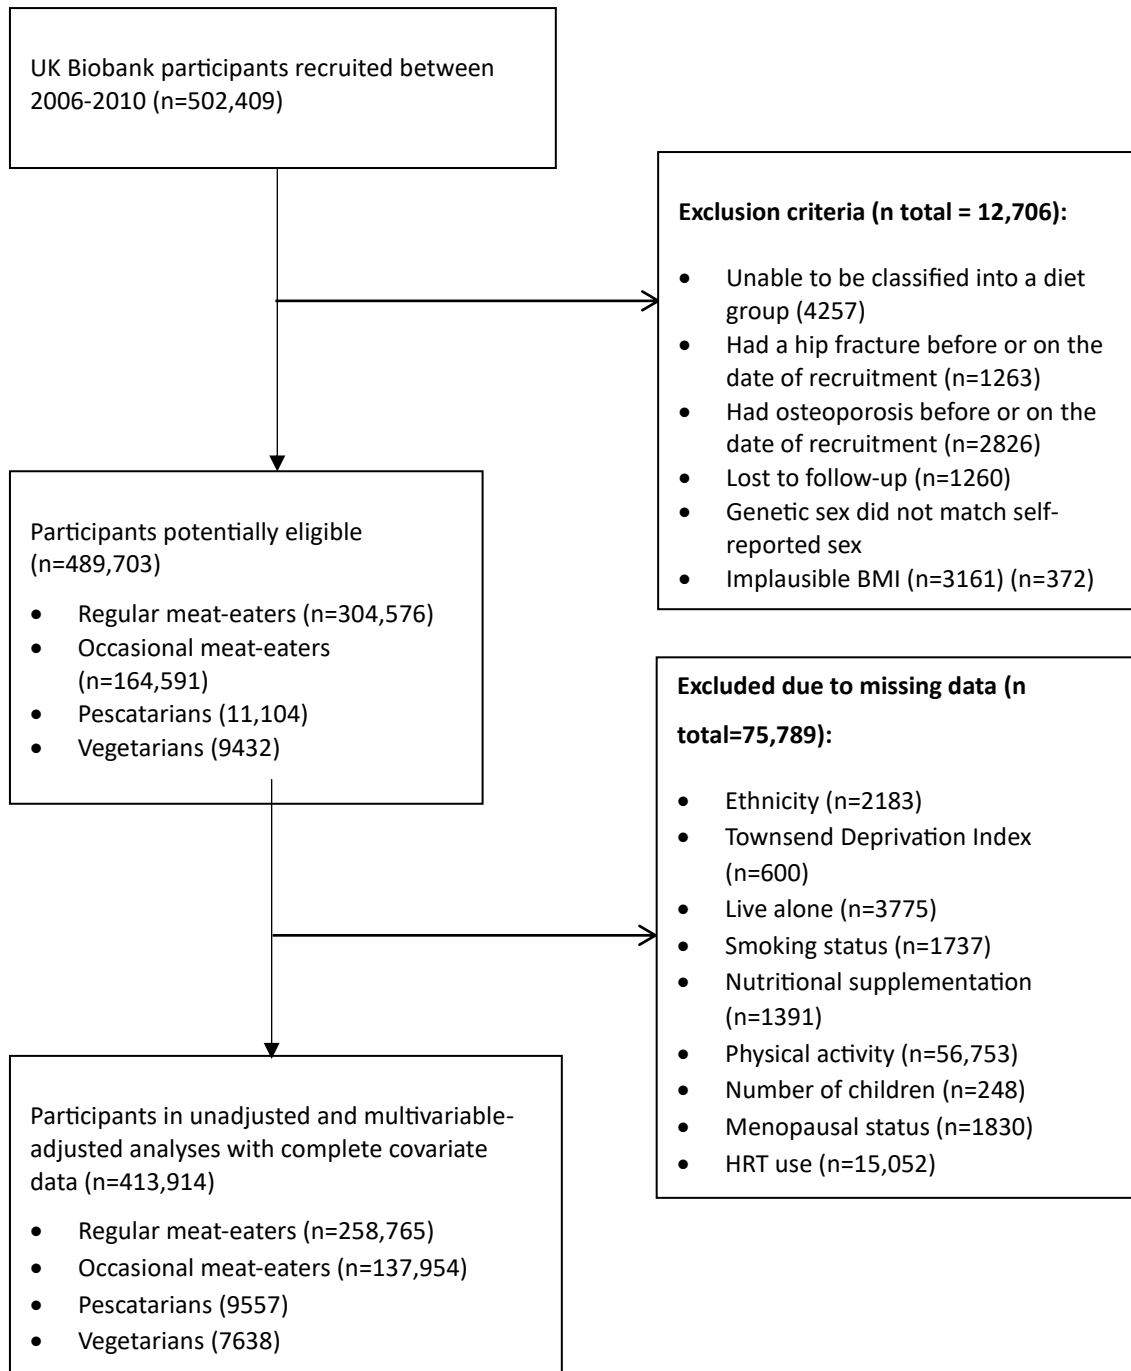 UK Biobank participants recruited between
2006-2010 (n=502,409)
Exclusion criteria (n total = 12,706):
• Unable to be classified into a diet
group (4257)
• Had a hip fracture before or on the
date of recruitment (n=1263)
• Had osteoporosis before or on the
date of recruitment (n=2826)
• Lost to follow-up (n=1260)
• Genetic sex did not match self-
reported sex
• Implausible BMI (n=3161) (n=372)
Participants potentially eligible
(n=489,703)
• Regular meat-eaters (n=304,576)
• Occasional meat-eaters
(n=164,591)
• Pescatarians (11,104)
• Vegetarians (9432)
Excluded due to missing data (n
total=75,789):
• Ethnicity (n=2183)
• Townsend Deprivation Index
(n=600)
• Live alone (n=3775)
• Smoking status (n=1737)
• Nutritional supplementation
(n=1391)
• Physical activity (n=56,753)
• Number of children (n=248)
• Menopausal status (n=1830)
• HRT use (n=15,052)
Participants in unadjusted and multivariable-
adjusted analyses with complete covariate
data (n=413,914)
• Regular meat-eaters (n=258,765)
• Occasional meat-eaters (n=137,954)
• Pescatarians (9557)
• Vegetarians (7638)